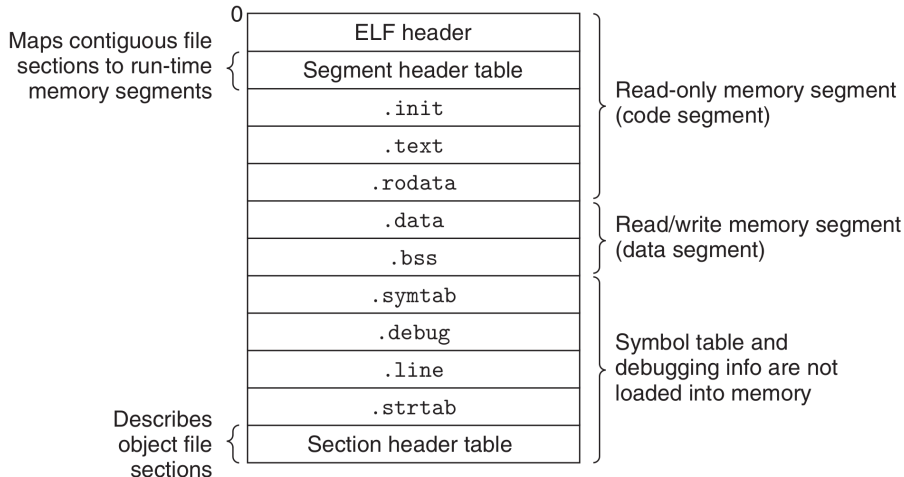 0
Maps contiguous file
sections to run-time
memory segments
ELF header
Segment header table
.init
.text
.rodata
.data
.bss
.symtab
.debug
.line
.strtab
Section header table
Describes
object file
sections
Read-only memory segment
(code segment)
Read/write memory segment
(data segment)
Symbol table and
debugging info are not
loaded into memory